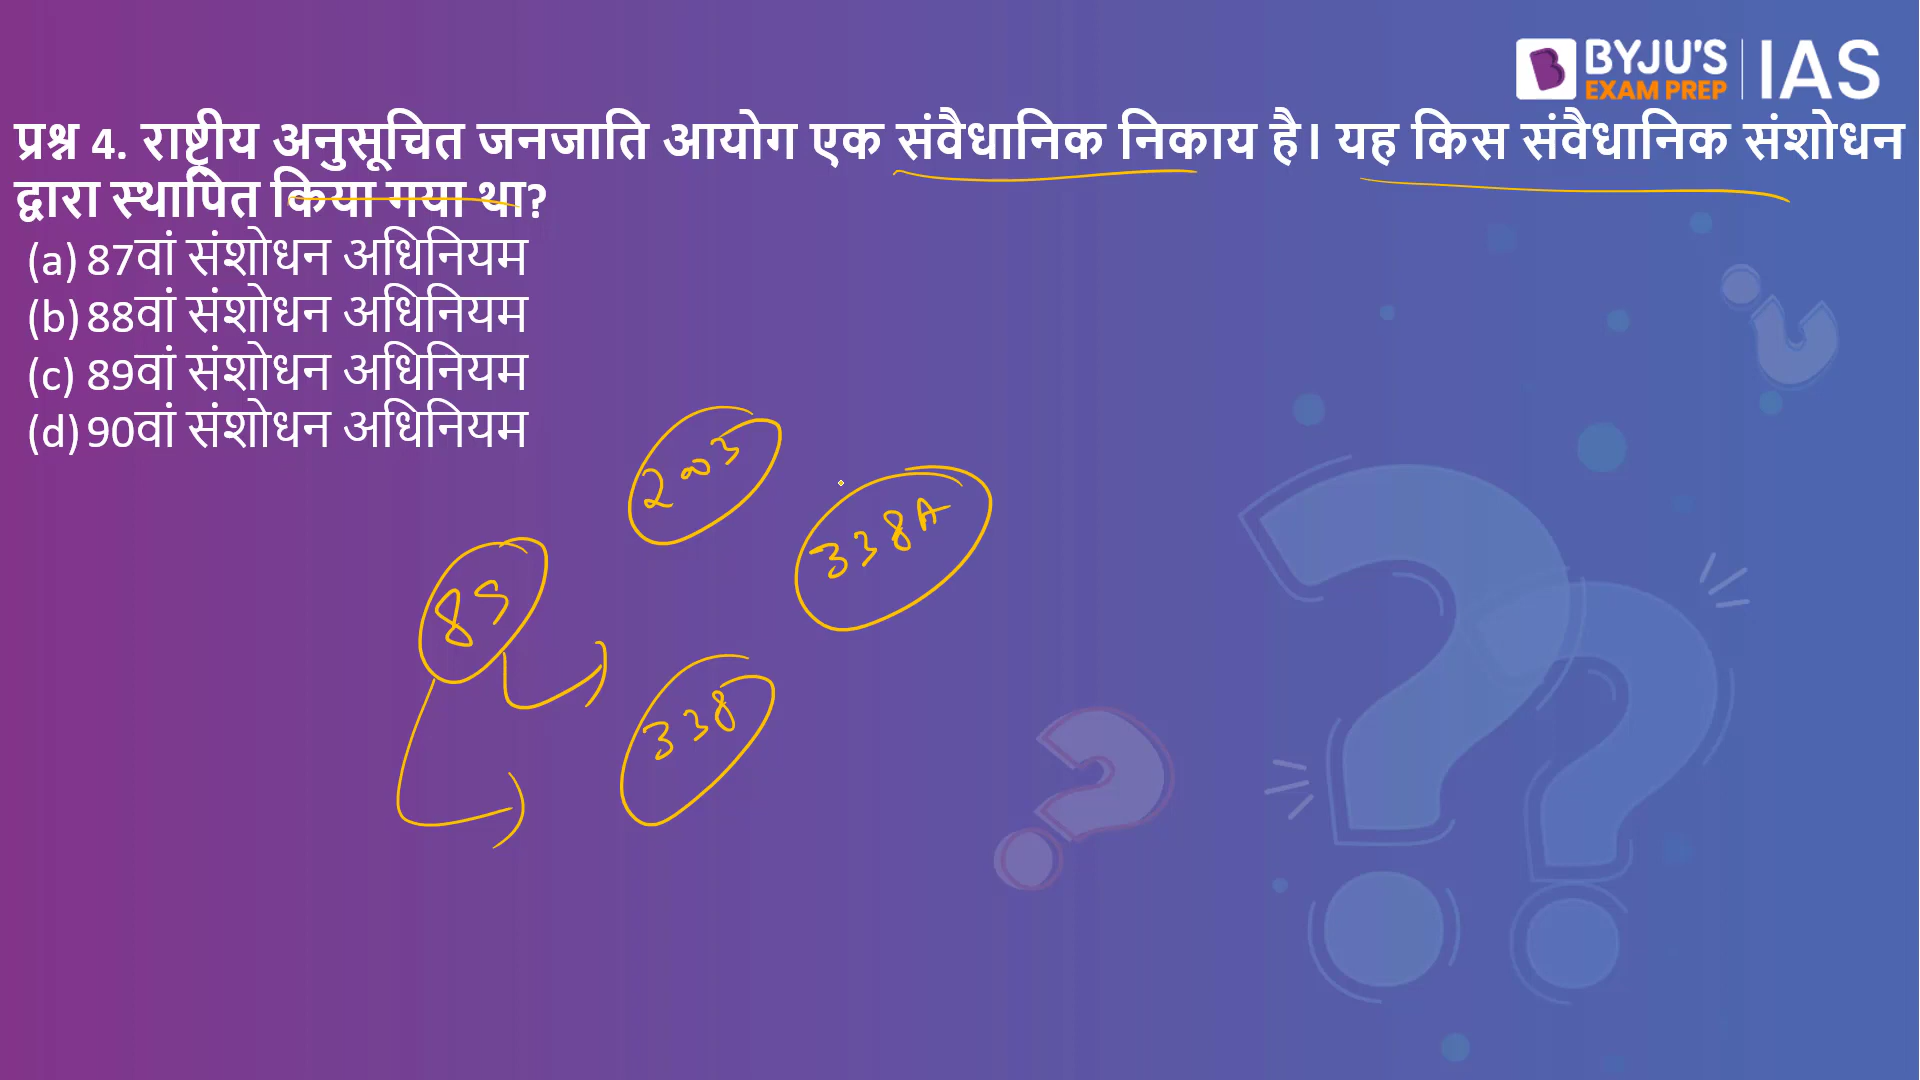 BYJU'S
EXAM PREP
IAS
प्रश्न 4. राष्ट्रीय अनुसूचित जनजाति आयोग एक संवैधानिक निकाय है। यह किस संवैधानिक संशोधन
द्वारा स्थापित किया गया था?
(a) 87वां संशोधन अधिनियम
(b) 88वां संशोधन अधिनियम
(c) 89वां संशोधन अधिनियम
(d) 90वां संशोधन अधिनियम
2003
338A
89
338